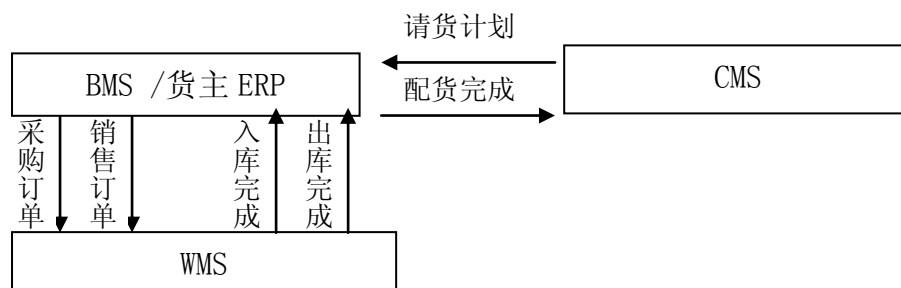 请货计划
BMS /货主 ERP
CMS
配货完成
采购订单
销售订单
入库完成
出库完成
WMS